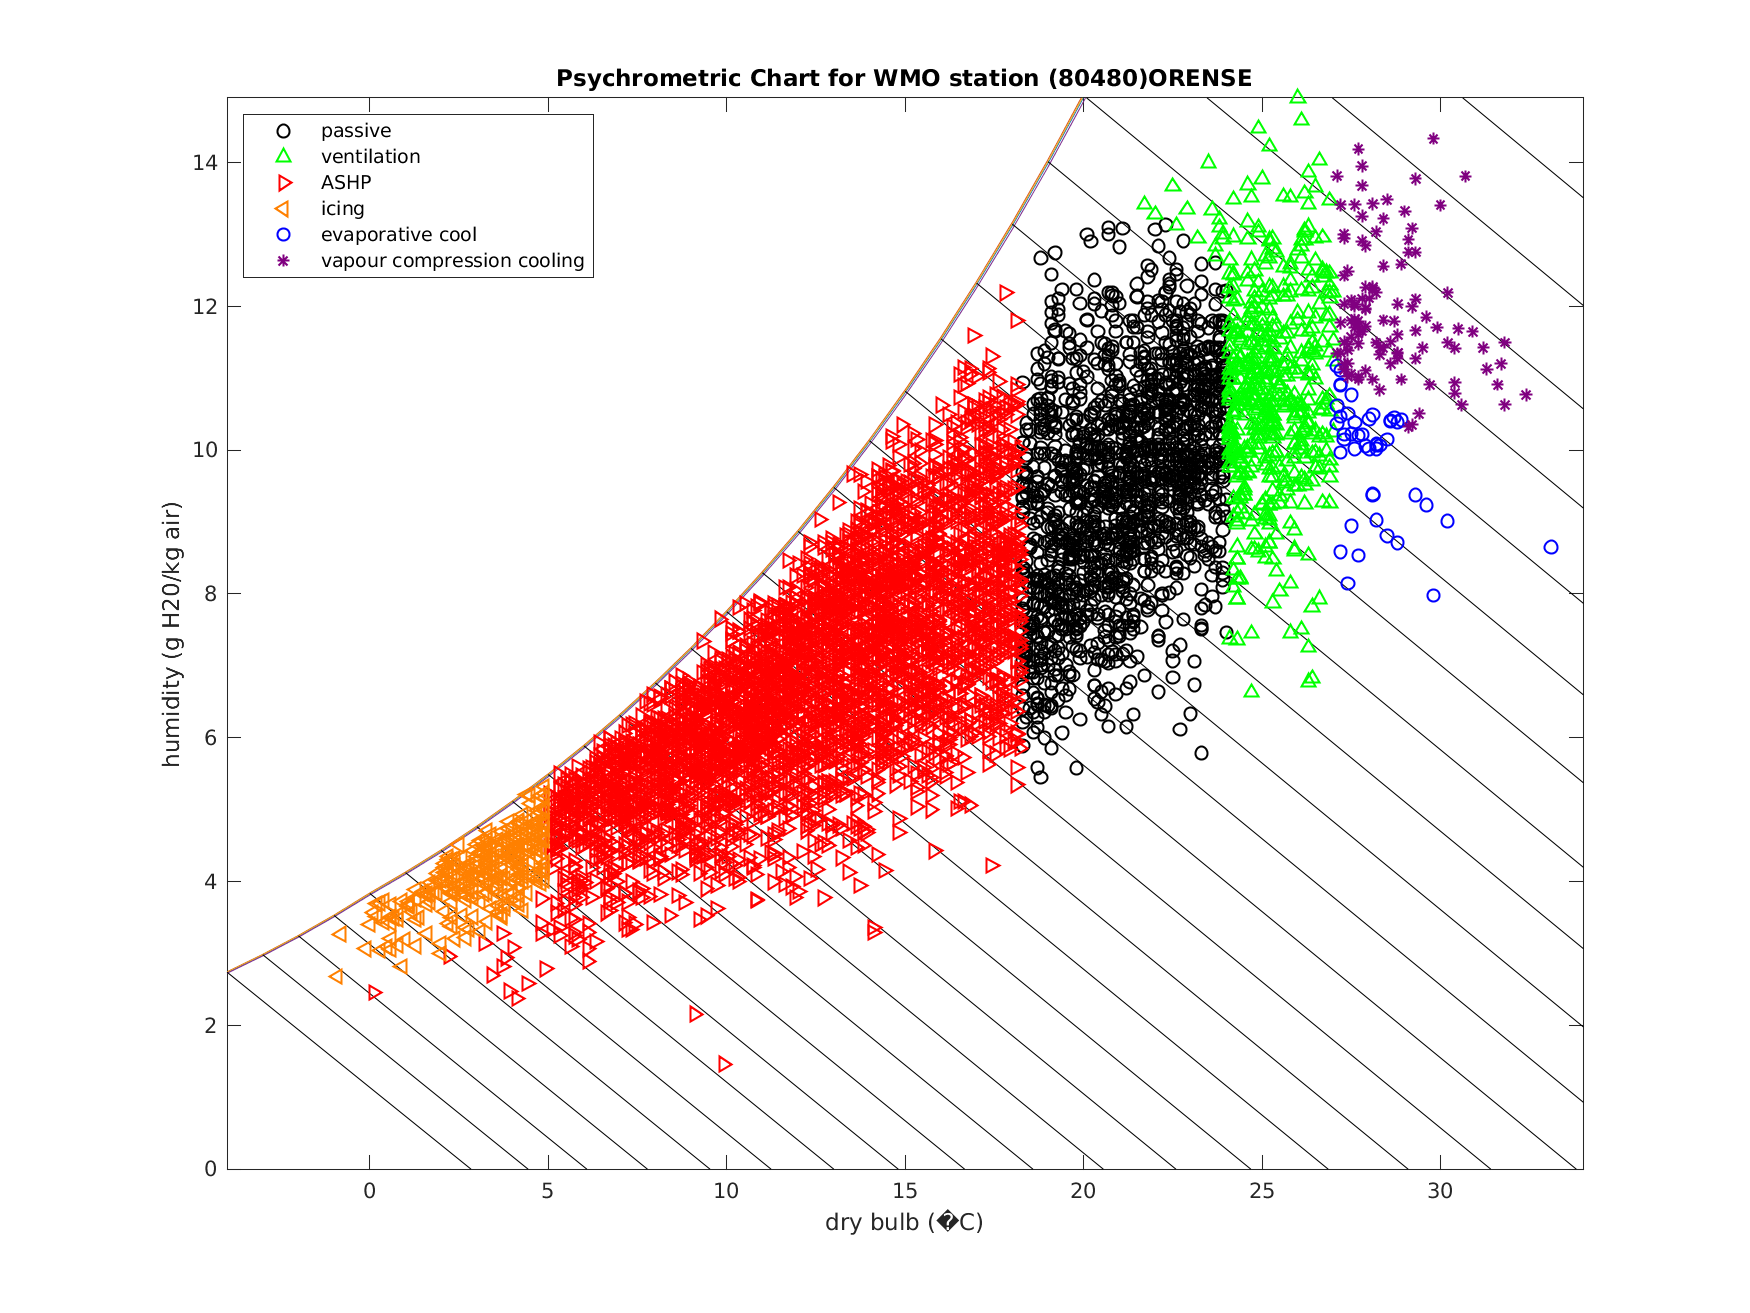 Psychrometric Chart for WMO station (80480)ORENSE
passive
ventilation
ASHP
icing
evaporative cool
vapour compression cooling
humidity (g H20/kg air)
14
12
10
8
6
4
2
0
0 5 10 15 20 25 30
dry bulb (�C)